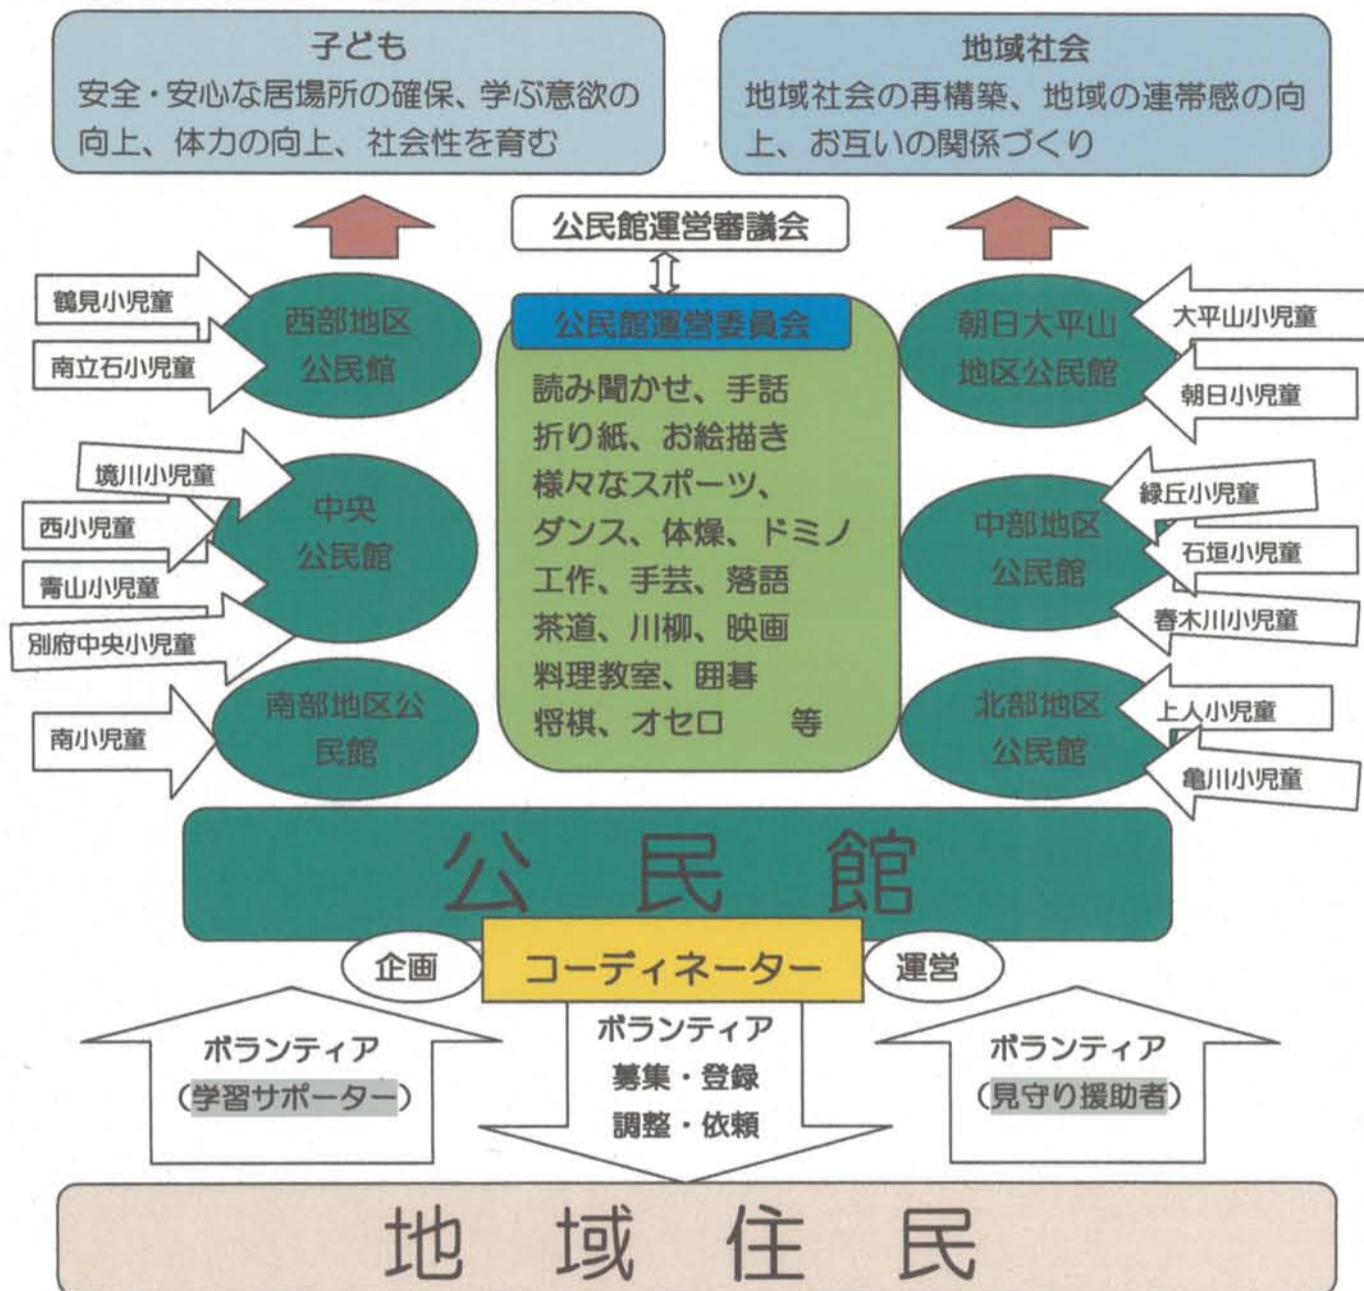 子ども
安全・安心な居場所の確保、学ぶ意欲の
向上、体力の向上、社会性を育む
地域社会
地域社会の再構築、地域の連帯感の向
上、お互いの関係づくり
公民館運営審議会
公民館運営委員会
読み聞かせ、手話
折り紙、お絵描き
様々なスポーツ、
ダンス、体操、ドミノ
工作、手芸、落語
茶道、川柳、映画
料理教室、囲碁
将棋、オセロ 等
鶴見小児童
南立石小児童
西部地区
公民館
境川小児童
西小児童
青山小児童
別府中央小児童
中央
公民館
南小児童
南部地区公
民館
朝日大平山
地区公民館
大平山小児童
朝日小児童
中部地区
公民館
緑丘小児童
石垣小児童
春木川小児童
北部地区
公民館
上人小児童
亀川小児童
公民館
企画
コーディネーター
運営
ボランティア
(学習サポーター)
ボランティア
募集・登録
調整・依頼
ボランティア
(見守り援助者)
地域住民